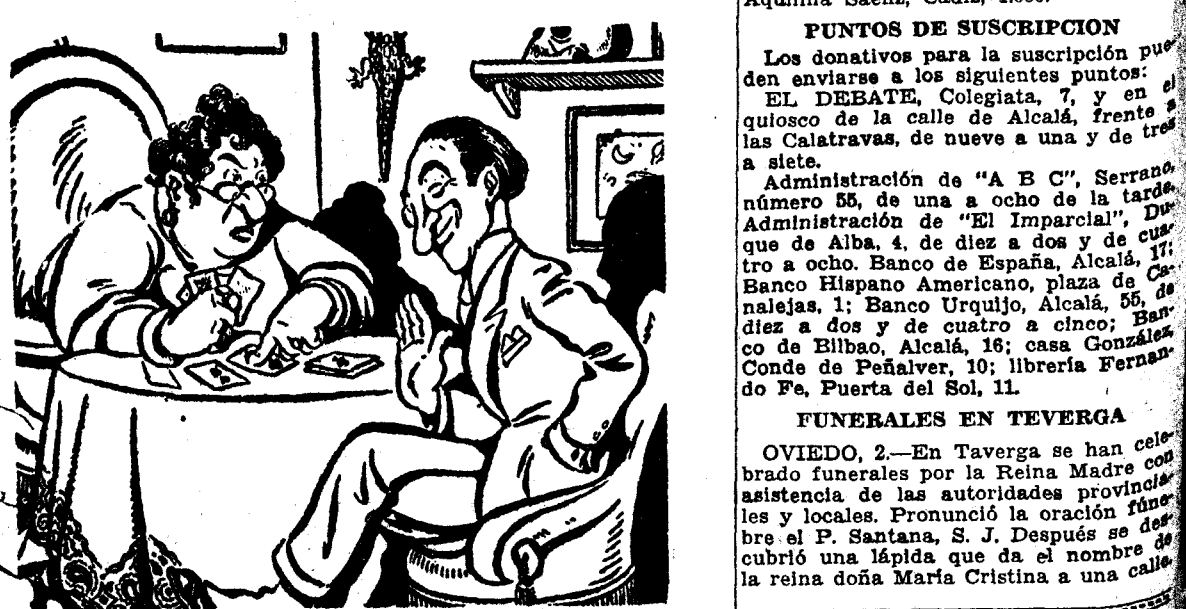 Aquilina Sáenz, Cádiz, 
PUNTOS DE SUSCRIPCION
Los donativos para la suscripción pue-
den enviarse a los siguientes puntos:
EL DEBATE, Colegiata, 7, y en el
quiosco de la calle de Alcalá, frente a
las Calatravas, de nueve a una y de tres
a siete.
Administración de "A B C", Serrano,
número 55, de una a ocho de la tarde.
Administración de "El Imparcial", Du-
que de Alba, 4, de diez a dos y de cua-
tro a ocho. Banco de España, Alcalá, 17;
Banco Hispano Americano, plaza de Ca-
nalejas, 1; Banco Urquijo, Alcalá, 55, de
diez a dos y de cuatro a cinco; Ban-
co de Bilbao, Alcalá, 16; casa González,
Conde de Peñalver, 10; librería Fernan-
do Fe, Puerta del Sol, 11.
FUNERALES EN TEVERGA
OVIEDO, 2.—En Taverga se han cele-
brado funerales por la Reina Madre con
asistencia de las autoridades provincia-
les y locales. Pronunció la oración fúne-
bre el P. Santana, S. J. Después se des-
cubrió una lápida que da el nombre de
la reina doña María Cristina a una calle.